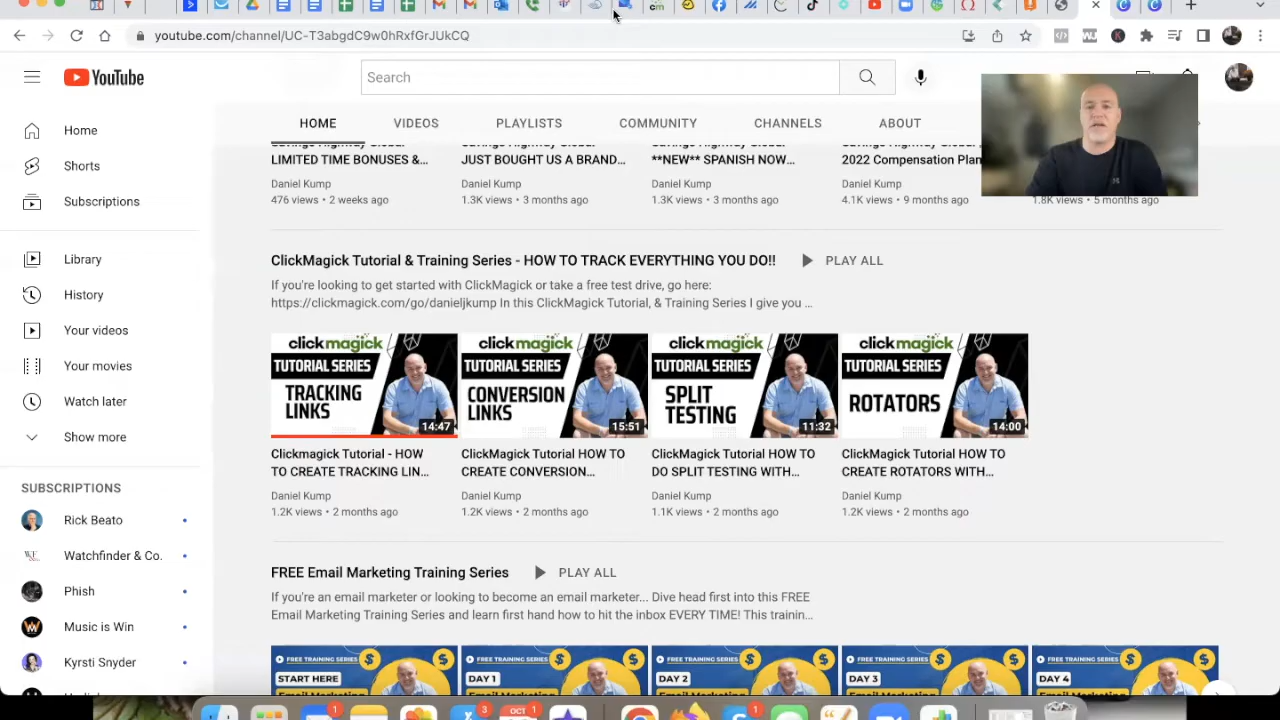 youtube.com/channel/UC-T3abgdC9w0hRxfGrJUkCQ
YouTube
Search
HOME VIDEOS PLAYLISTS COMMUNITY CHANNELS ABOUT
Home
Shorts
Subscriptions
Library
History
Your videos
Your movies
Watch later
Show more
SUBSCRIPTIONS
Rick Beato
Watchfinder & Co.
Phish
Music is Win
Kyrsti Snyder
LIMITED TIME BONUSES &...
Daniel Kump
476 views • 2 weeks ago
JUST BOUGHT US A BRAND...
Daniel Kump
1.3K views • 3 months ago
**NEW** SPANISH NOW...
Daniel Kump
1.3K views • 3 months ago
2022 Compensation Plan
Daniel Kump
4.1K views • 9 months ago
1.8K views • 5 months ago
ClickMagick Tutorial & Training Series - HOW TO TRACK EVERYTHING YOU DO!! PLAY ALL
If you're looking to get started with ClickMagick or take a free test drive, go here:
https://clickmagick.com/go/danieljkump In this ClickMagick Tutorial, & Training Series I give you ...
clickmagick
TUTORIAL SERIES
TRACKING
LINKS
14:47
Clickmagick Tutorial - HOW
TO CREATE TRACKING LIN...
Daniel Kump
1.2K views • 2 months ago
clickmagick
TUTORIAL SERIES
CONVERSION
LINKS
15:51
ClickMagick Tutorial HOW TO
CREATE CONVERSION...
Daniel Kump
1.2K views • 2 months ago
clickmagick
TUTORIAL SERIES
SPLIT
TESTING
11:32
ClickMagick Tutorial HOW TO
DO SPLIT TESTING WITH...
Daniel Kump
1.1K views • 2 months ago
clickmagick
TUTORIAL SERIES
ROTATORS
14:00
ClickMagick Tutorial HOW TO
CREATE ROTATORS WITH...
Daniel Kump
1.2K views • 2 months ago
FREE Email Marketing Training Series PLAY ALL
If you're an email marketer or looking to become an email marketer... Dive head first into this FREE
Email Marketing Training Series and learn first hand how to hit the inbox EVERY TIME! This trainin...
FREE TRAINING SERIES
START HERE
FREE TRAINING SERIES
DAY 1
FREE TRAINING SERIES
DAY 2
FREE TRAINING SERIES
DAY 3
FREE TRAINING SERIES
DAY 4
1
3
OCT
1
1